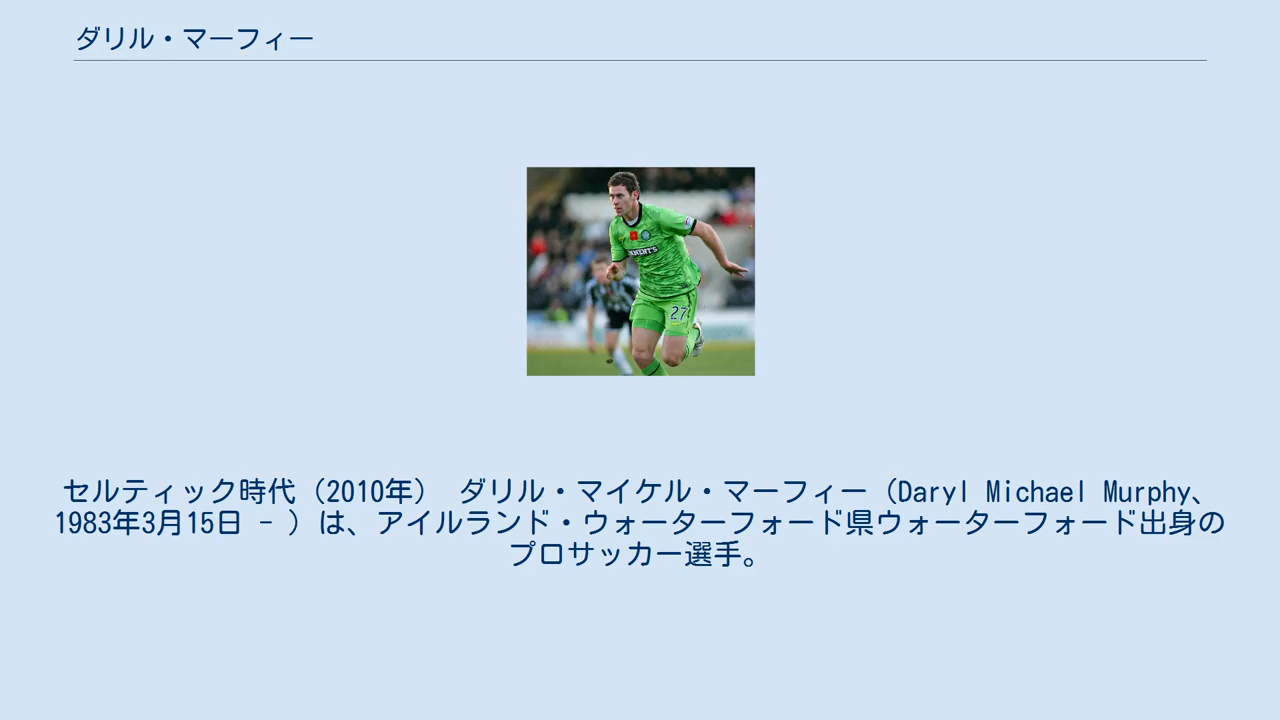 ダリル・マーフィー
TENNENT'S
27
セルティック時代（2010年） ダリル・マイケル・マーフィー（Daryl Michael Murphy、
1983年3月15日 - ）は、アイルランド・ウォーターフォード県ウォーターフォード出身の
プロサッカー選手。